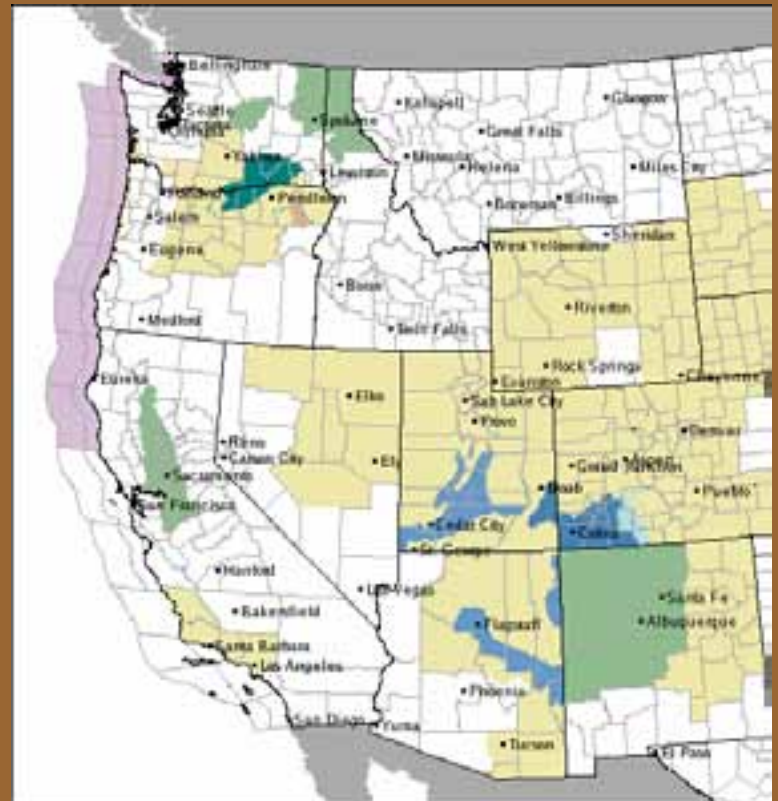 Bellingham
Seattle
Olympia
Spokane
Kalispell
Glasgow
Great Falls
Yakima
Missoula
Helena
Miles City
Lewiston
Portland
Pendleton
Bozeman
Billings
Salem
Eugene
Sheridan
West Yellowstone
Boise
Medford
Twin Falls
Riverton
Rock Springs
Eureka
Evanston
Cheyenne
Elko
Salt Lake City
Provo
Denver
Reno
Carson City
Ely
Aspen
Grand Junction
Sacramento
Moab
Pueblo
San Francisco
Cedar City
Cortez
St. George
Hanford
Las Vegas
Santa Fe
Bakersfield
Flagstaff
Albuquerque
Santa Barbara
Los Angeles
Phoenix
San Diego
Yuma
Tucson
El Paso